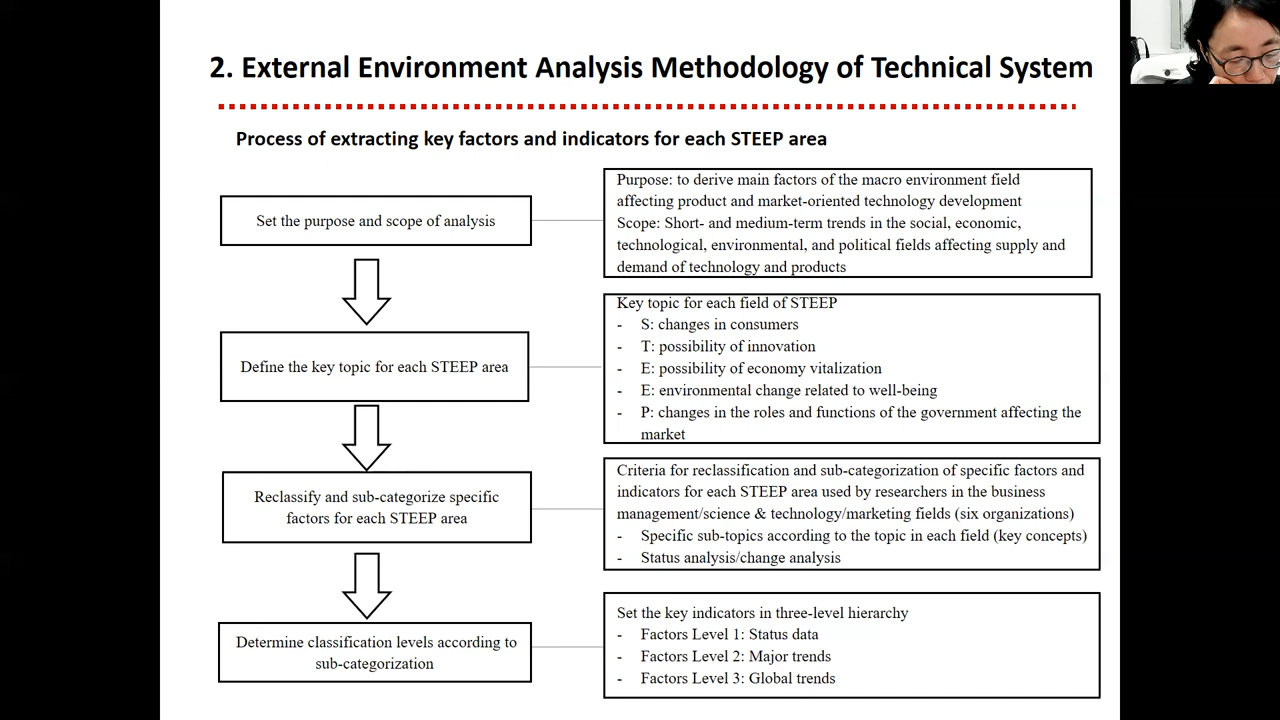 2. External Environment Analysis Methodology of Technical System
Process of extracting key factors and indicators for each STEEP area
Set the purpose and scope of analysis
Purpose: to derive main factors of the macro environment field
affecting product and market-oriented technology development
Scope: Short- and medium-term trends in the social, economic,
technological, environmental, and political fields affecting supply and
demand of technology and products
Define the key topic for each STEEP area
Key topic for each field of STEEP
- S: changes in consumers
- T: possibility of innovation
- E: possibility of economy vitalization
- E: environmental change related to well-being
- P: changes in the roles and functions of the government affecting the
market
Reclassify and sub-categorize specific
factors for each STEEP area
Criteria for reclassification and sub-categorization of specific factors and
indicators for each STEEP area used by researchers in the business
management/science & technology/marketing fields (six organizations)
- Specific sub-topics according to the topic in each field (key concepts)
- Status analysis/change analysis
Determine classification levels according to
sub-categorization
Set the key indicators in three-level hierarchy
- Factors Level 1: Status data
- Factors Level 2: Major trends
- Factors Level 3: Global trends